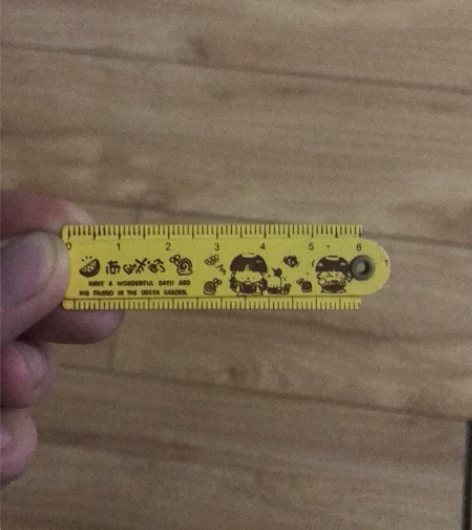 0 1 2 3 4 5 6
HAVE A WONDERFUL DAY!! AND
HIS FRIEND IN THE GREEN GARDEN.